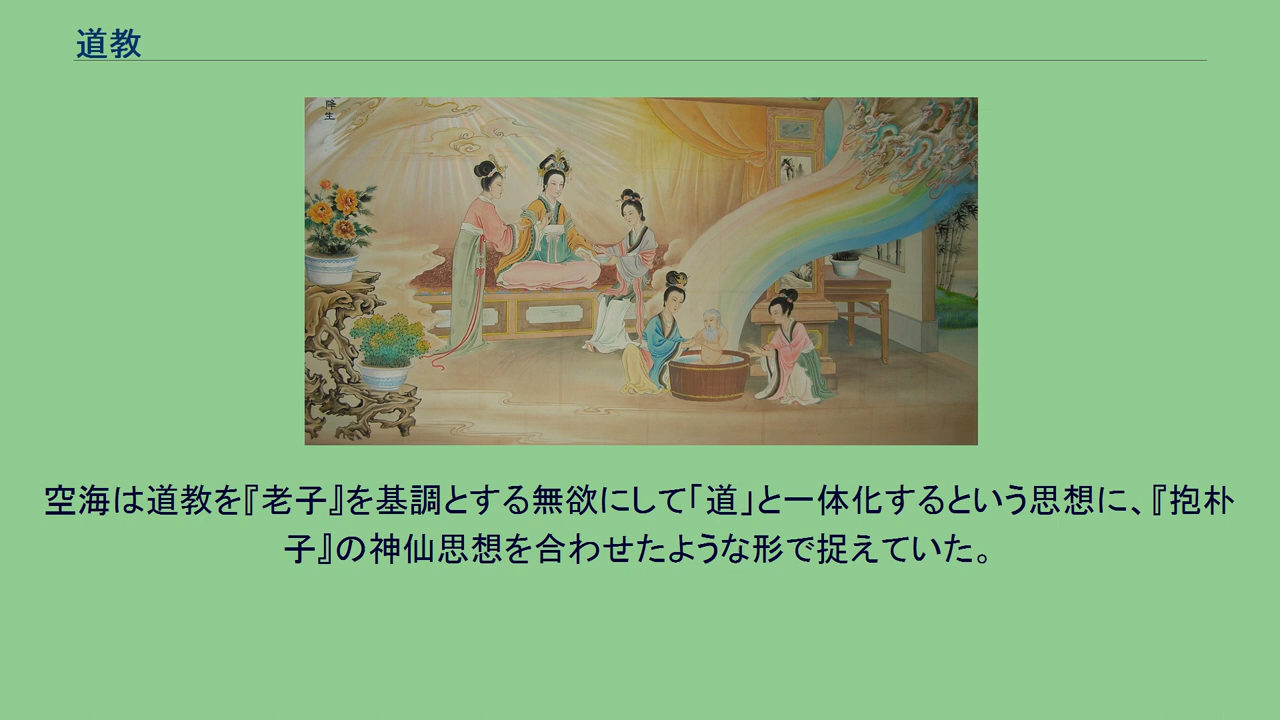 道教
降生
空海は道教を『老子』を基調とする無欲にして「道」と一体化するという思想に、『抱朴
子』の神仙思想を合わせたような形で捉えていた。